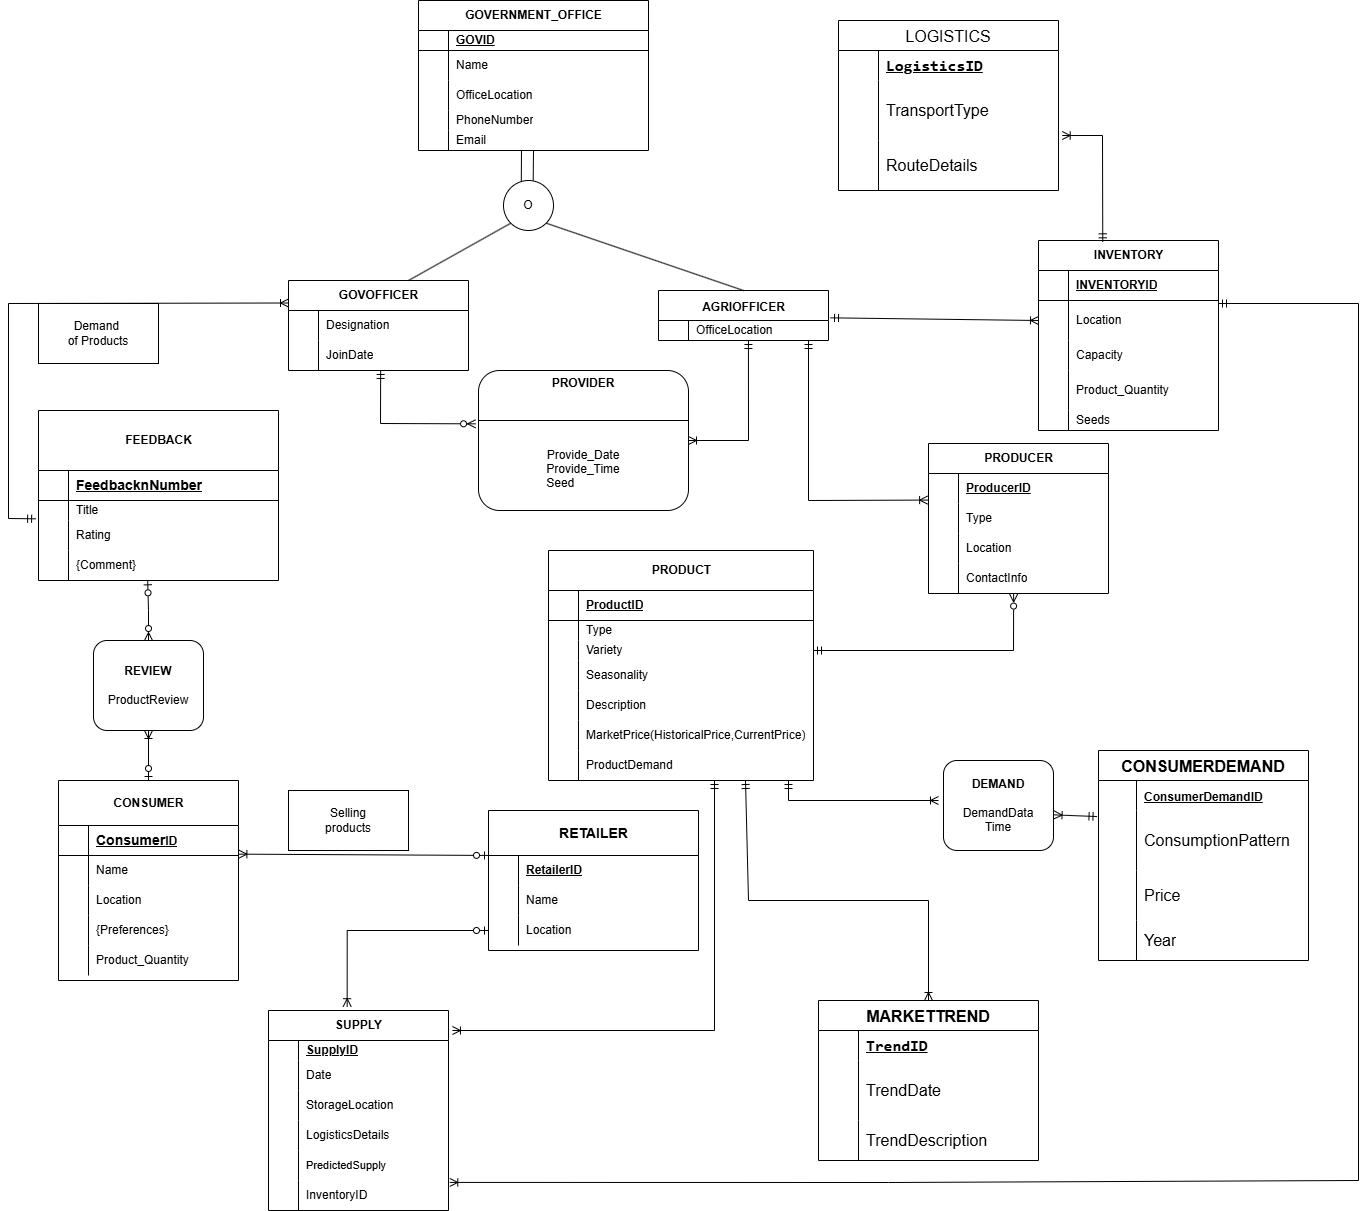 GOVERNMENT_OFFICE
GOVID
Name
OfficeLocation
PhoneNumber
Email
O
LOGISTICS
LogisticsID
TransportType
RouteDetails
INVENTORY
INVENTORYID
Location
Capacity
Product_Quantity
Seeds
GOVOFFICER
Designation
JoinDate
AGRIOFFICER
OfficeLocation
Demand
of Products
PROVIDER
Provide_Date
Provide_Time
Seed
FEEDBACK
FeedbacknNumber
Title
Rating
{Comment}
PRODUCER
ProducerID
Type
Location
ContactInfo
PRODUCT
ProductID
Type
Variety
Seasonality
Description
MarketPrice(HistoricalPrice,CurrentPrice)
ProductDemand
REVIEW
ProductReview
DEMAND
DemandData
Time
CONSUMERDEMAND
ConsumerDemandID
ConsumptionPattern
Price
Year
CONSUMER
ConsumerID
Name
Location
{Preferences}
Product_Quantity
Selling
products
RETAILER
RetailerID
Name
Location
SUPPLY
SupplyID
Date
StorageLocation
LogisticsDetails
PredictedSupply
InventoryID
MARKETTREND
TrendID
TrendDate
TrendDescription